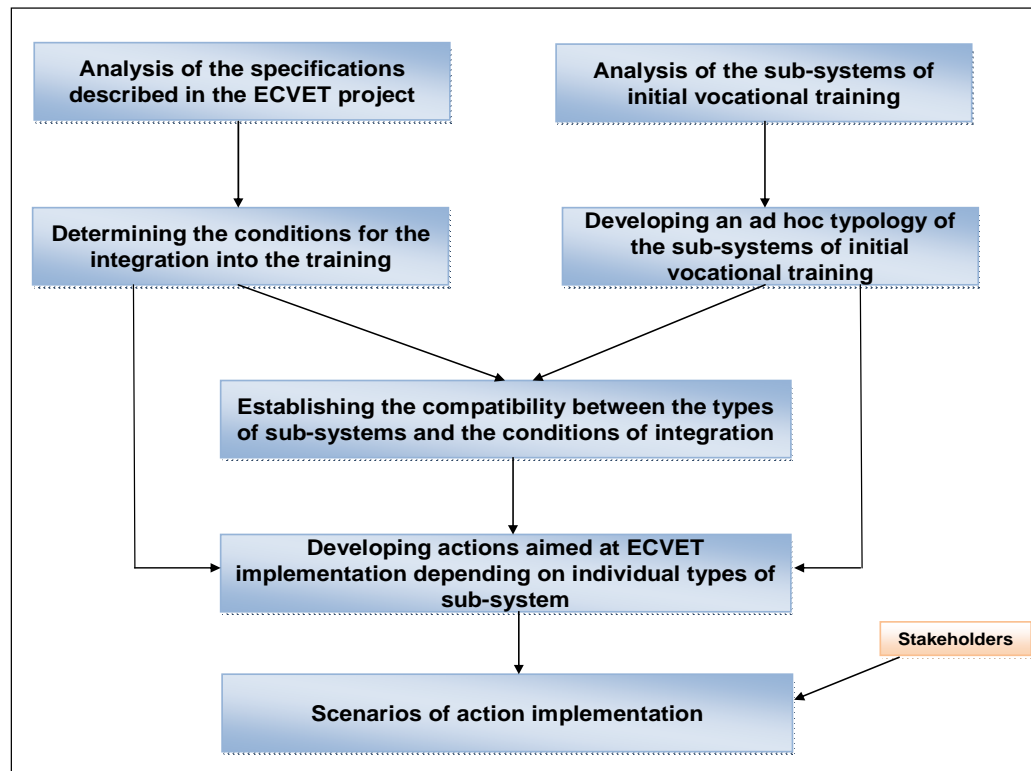 Analysis of the specifications
described in the ECVET project
Analysis of the sub-systems of
initial vocational training
Determining the conditions for the
integration into the training
Developing an ad hoc typology of
the sub-systems of initial
vocational training
Establishing the compatibility between the types
of sub-systems and the conditions of integration
Developing actions aimed at ECVET
implementation depending on individual types of
sub-system
Stakeholders
Scenarios of action implementation